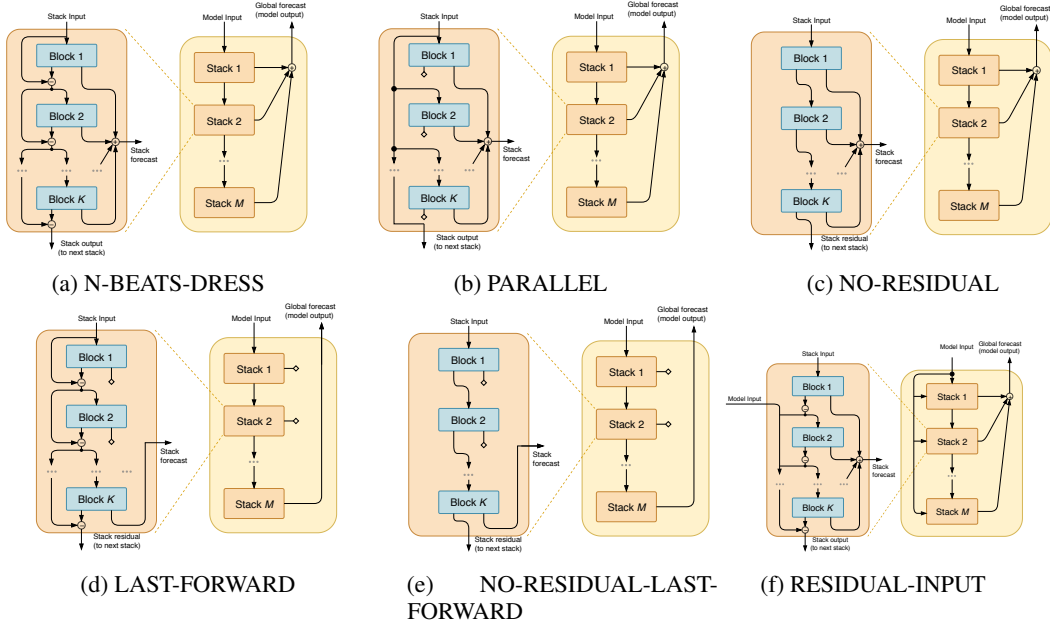 Stack Input
Model Input
Global forecast
(model output)
Block 1
Block 2
...
...
...
Block K
Stack
forecast
Stack output
(to next stack)
Stack 1
Stack 2
...
Stack M
(a) N-BEATS-DRESS
Stack Input
Model Input
Global forecast
(model output)
Block 1
Block 2
...
...
...
Block K
Stack
forecast
Stack output
(to next stack)
Stack 1
Stack 2
...
Stack M
(b) PARALLEL
Model Input
Global forecast
(model output)
Block 1
Block 2
...
...
Block K
Stack
forecast
Stack residual
(to next stack)
Stack 1
Stack 2
...
Stack M
(c) NO-RESIDUAL
Stack Input
Model Input
Global forecast
(model output)
Block 1
Block 2
...
...
...
Block K
Stack
forecast
Stack residual
(to next stack)
Stack 1
Stack 2
...
Stack M
(d) LAST-FORWARD
Stack Input
Model Input
Global forecast
(model output)
Block 1
Block 2
...
...
Block K
Stack
forecast
Stack residual
(to next stack)
Stack 1
Stack 2
...
Stack M
(e) NO-RESIDUAL-LAST-
FORWARD
Stack Input
Model Input
Global forecast
(model output)
Model Input
Block 1
Block 2
...
...
...
Block K
Stack
forecast
Stack output
(to next stack)
Stack 1
Stack 2
...
Stack M
(f) RESIDUAL-INPUT